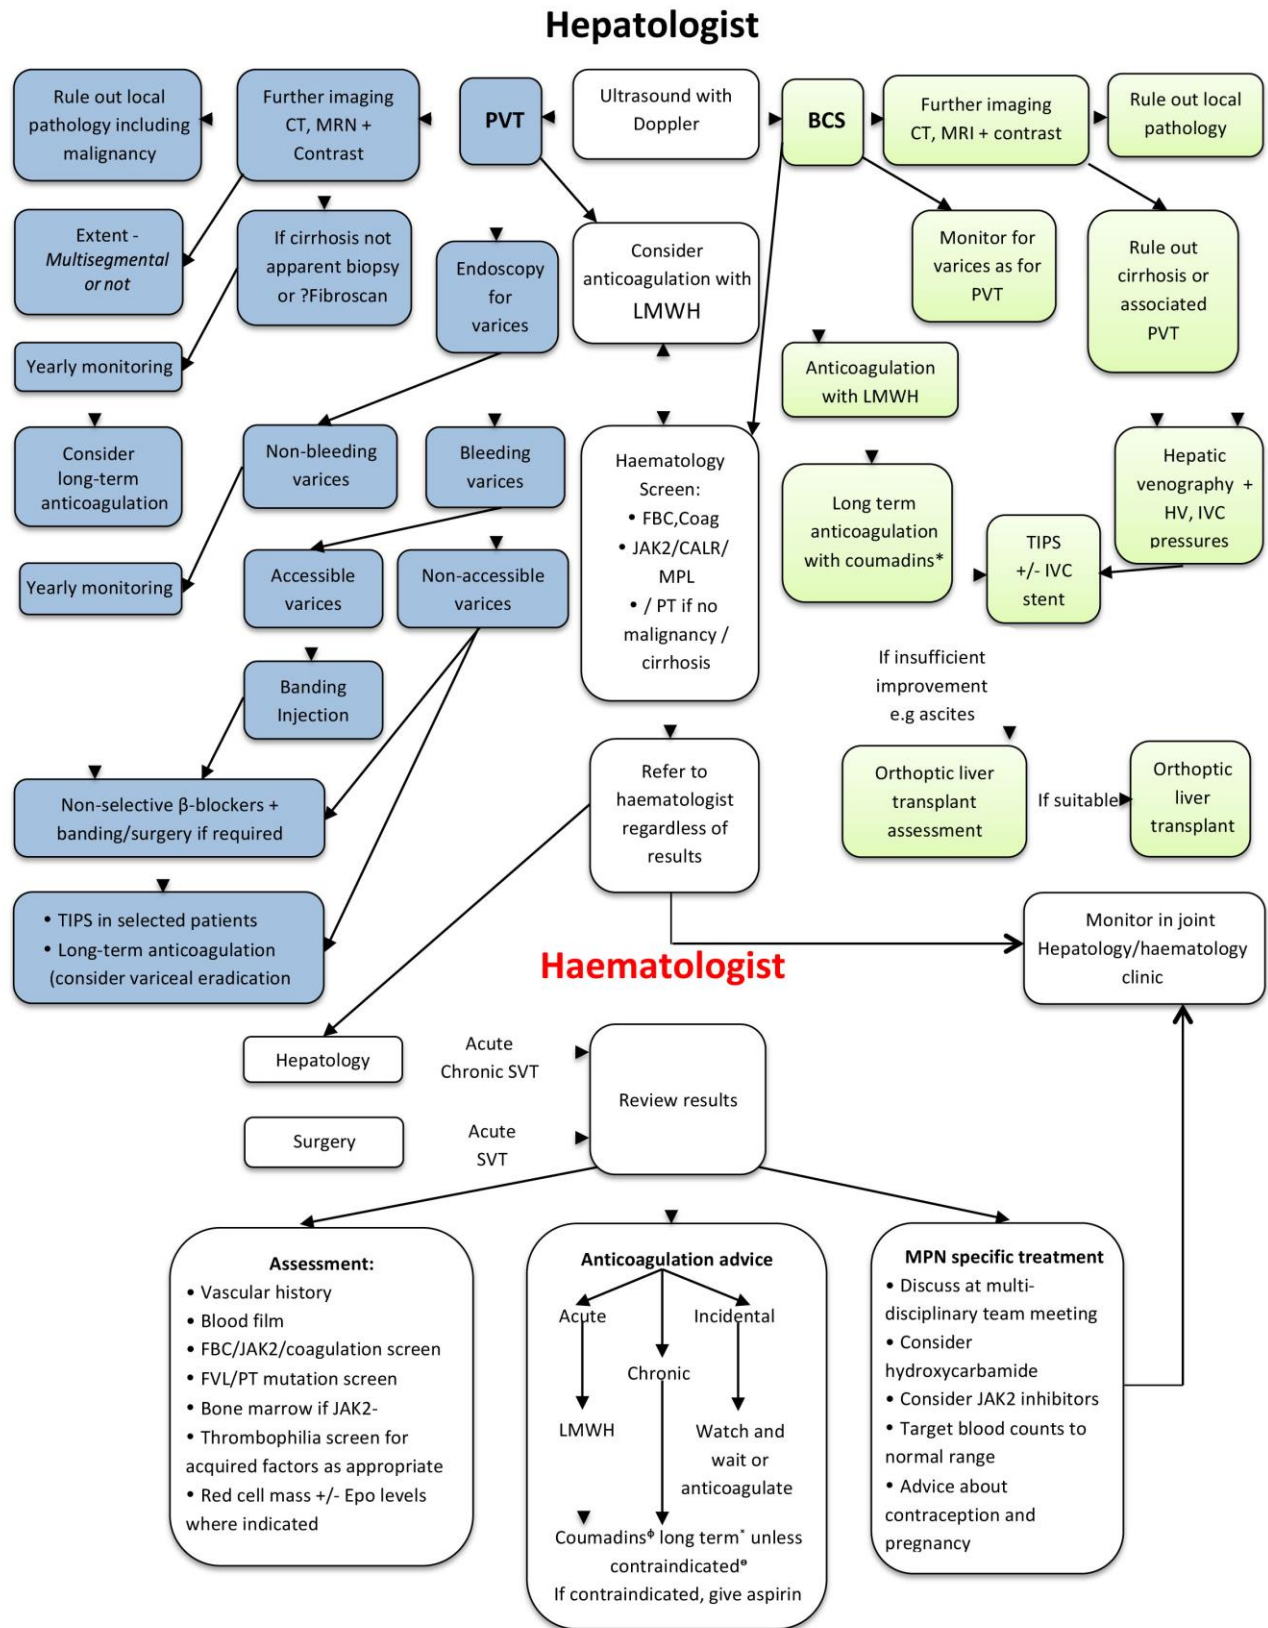 Hepatologist
Rule out local
pathology including
malignancy
Further imaging
CT, MRN +
Contrast
PVT
Ultrasound with
Doppler
BCS
Further imaging
CT, MRI + contrast
Rule out local
pathology
Extent -
Multisegmental
or not
If cirrhosis not
apparent biopsy
or ?Fibroscan
Endoscopy
for
varices
Consider
anticoagulation with
LMWH
Monitor for
varices as for
PVT
Rule out
cirrhosis or
associated
PVT
Yearly monitoring
Anticoagulation
with LMWH
Consider
long-term
anticoagulation
Non-bleeding
varices
Bleeding
varices
Haematology
Screen:
• FBC,Coag
• JAK2/CALR/
MPL
• / PT if no
malignancy /
cirrhosis
Long term
anticoagulation
with coumadins*
Hepatic
venography +
HV, IVC
pressures
TIPS
+/- IVC
stent
Yearly monitoring
Accessible
varices
Non-accessible
varices
Banding
Injection
If insufficient
improvement
e.g ascites
Non-selective β-blockers +
banding/surgery if required
Refer to
haematologist
regardless of
results
Orthoptic liver
transplant
assessment
If suitable
Orthoptic
liver
transplant
• TIPS in selected patients
• Long-term anticoagulation
(consider variceal eradication
Monitor in joint
Hepatology/haematology
clinic
Haematologist
Hepatology
Acute
Chronic SVT
Review results
Surgery
Acute
SVT
Assessment:
• Vascular history
• Blood film
• FBC/JAK2/coagulation screen
• FVL/PT mutation screen
• Bone marrow if JAK2-
• Thrombophilia screen for
acquired factors as appropriate
• Red cell mass +/- Epo levels
where indicated
Anticoagulation advice
Acute
Incidental
Chronic
LMWH
Watch and
wait or
anticoagulate
Coumadinsᶲ long term* unless
contraindicatedᶱ
If contraindicated, give aspirin
MPN specific treatment
• Discuss at multi-
disciplinary team meeting
• Consider
hydroxycarbamide
• Consider JAK2 inhibitors
• Target blood counts to
normal range
• Advice about
contraception and
pregnancy